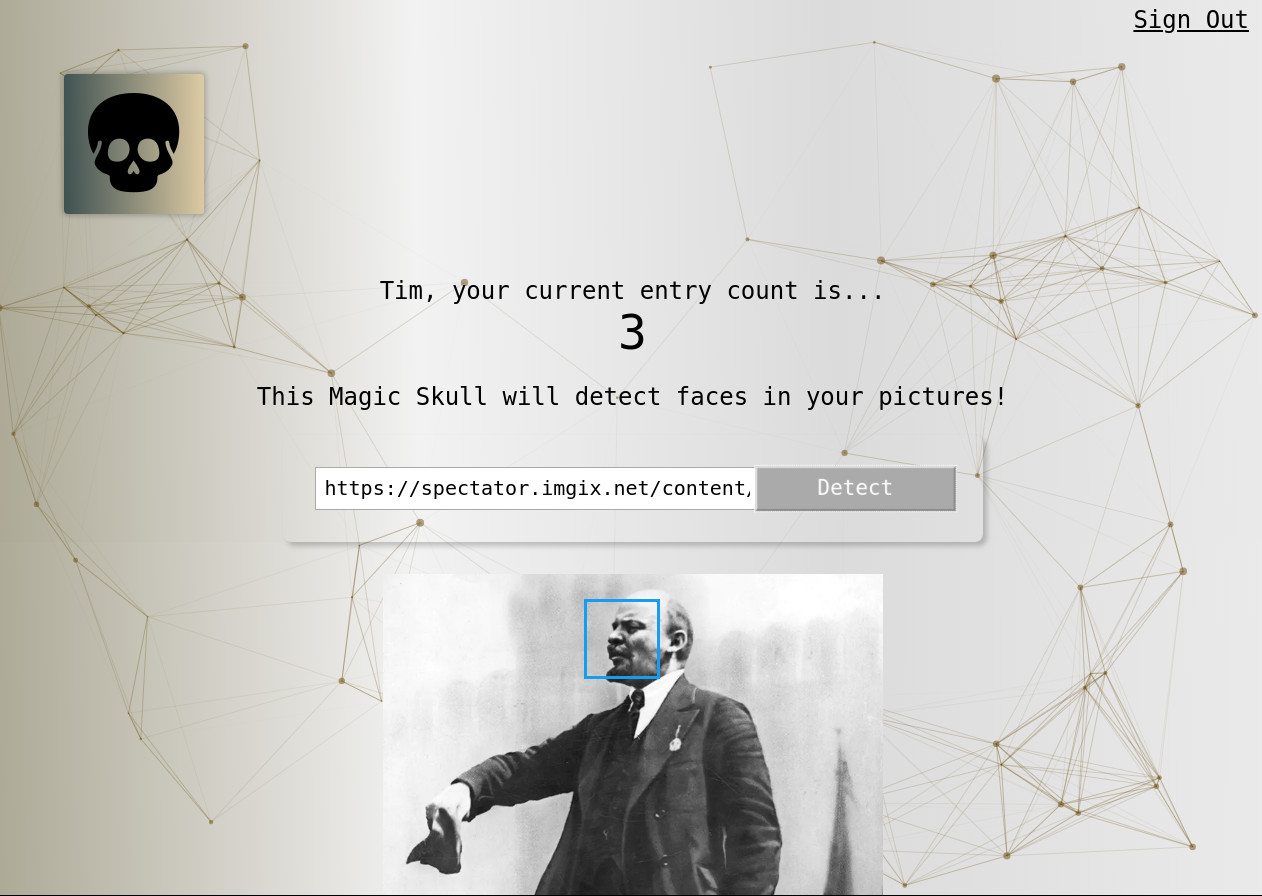 Sign Out
Tim, your current entry count is...
3
This Magic Skull will detect faces in your pictures!
https://spectator.imgix.net/content/
Detect